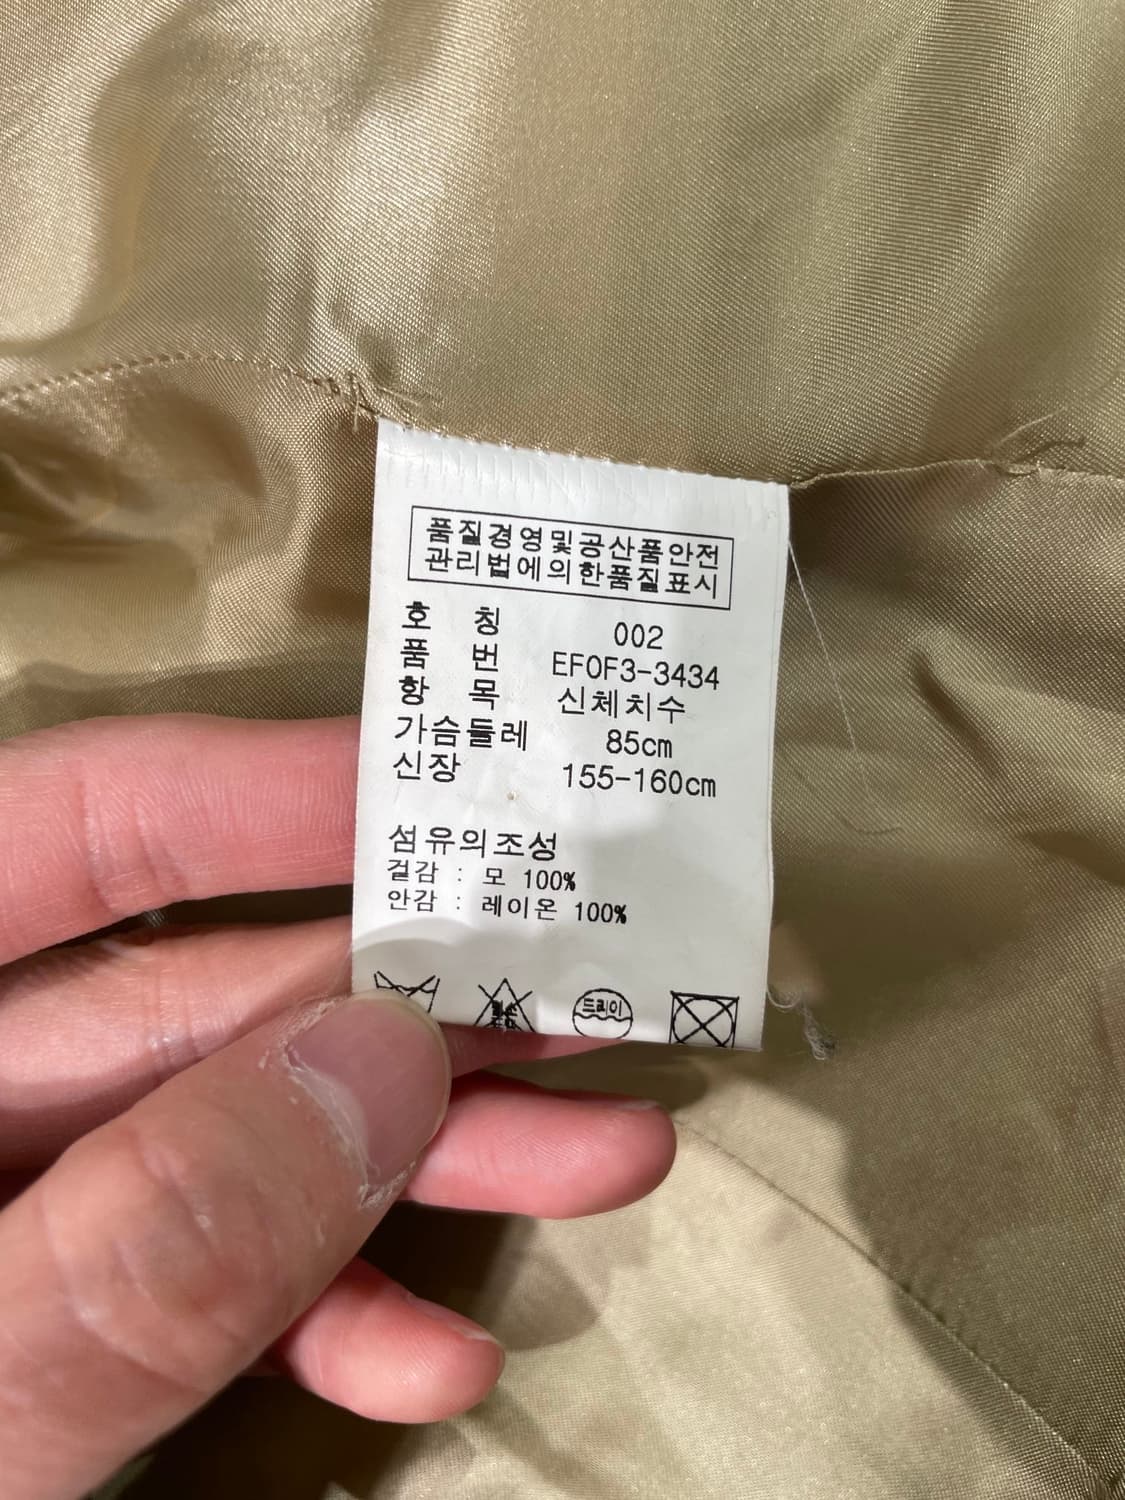 품질경영및공산품안전
관리법에의한품질표시
호 칭 002
품 번 EF0F3-3434
항 목 신체치수
가슴둘레 85cm
신장 155-160cm
섬유의조성
겉감 : 모 100%
안감 : 레이온 100%
드리이